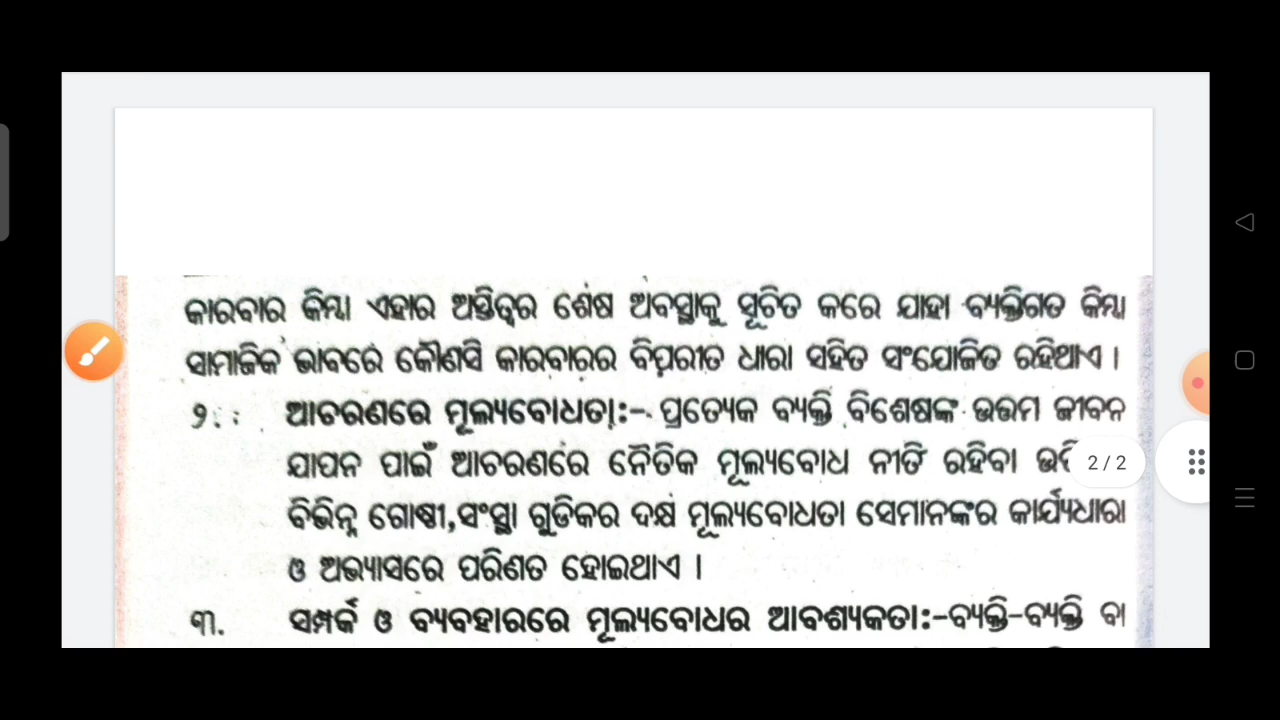 କାରବାର କିମ୍ବା ଏହାର ଅସ୍ତିତ୍ୱର ଶେଷ ଅବସ୍ଥାକୁ ସୂଚିତ କରେ ଯାହା ବ୍ୟକ୍ତିଗତ କିମ୍ବା
ସାମାଜିକ ଭାବରେ କୌଣସି କାରବାରର ବିପରୀତ ଧାରା ସହିତ ସଂଯୋଜିତ ରହିଥାଏ ।
୨. ଆଚରଣରେ ମୂଲ୍ୟବୋଧତା:- ପ୍ରତ୍ୟେକ ବ୍ୟକ୍ତି ବିଶେଷଙ୍କ ଉତ୍ତମ ଜୀବନ
ଯାପନ ପାଇଁ ଆଚରଣରେ ନୈତିକ ମୂଲ୍ୟବୋଧ ନୀତି ରହିବା
2 / 2
ବିଭିନ୍ନ ଗୋଷ୍ଠୀ,ସଂସ୍ଥା ଗୁଡିକର ଦକ୍ଷ ମୂଲ୍ୟବୋଧତା ସେମାନଙ୍କର କାର୍ଯ୍ୟଧାରା
ଓ ଅଭ୍ୟାସରେ ପରିଣତ ହୋଇଥାଏ ।
୩. ସମ୍ପର୍କ ଓ ବ୍ୟବହାରରେ ମୂଲ୍ୟବୋଧର ଆବଶ୍ୟକତା:-ବ୍ୟକ୍ତି-ବ୍ୟକ୍ତି ବା